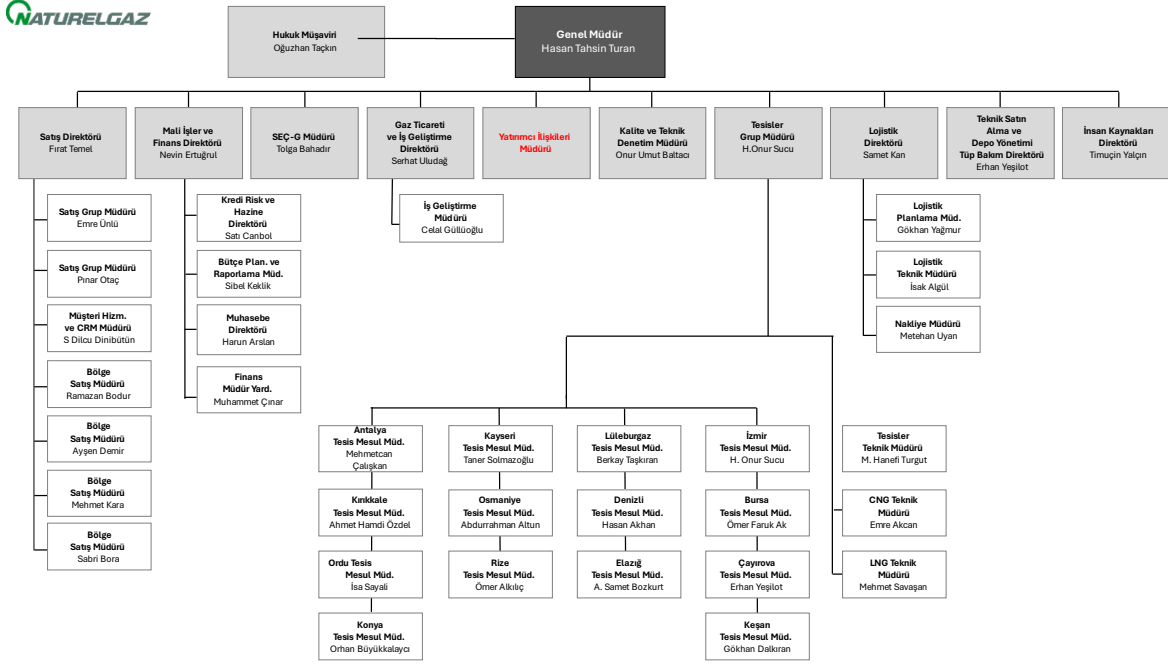 NATURELGAZ
Hukuk Müşaviri
Oğuzhan Taçkın
Genel Müdür
Hasan Tahsin Turan
Satış Direktörü
Fırat Temel
Mali İşler ve
Finans Direktörü
Nevin Ertuğrul
SEÇ-G Müdürü
Tolga Bahadır
Gaz Ticareti
ve İş Geliştirme
Direktörü
Serhat Uludağ
Yatırımcı İlişkileri
Müdürü
Kalite ve Teknik
Denetim Müdürü
Onur Umut Baltacı
Tesisler
Grup Müdürü
H.Onur Sucu
Lojistik
Direktörü
Samet Kan
Teknik Satın
Alma ve
Depo Yönetimi
Tüp Bakım Direktörü
Erhan Yeşilot
İnsan Kaynakları
Direktörü
Timuçin Yalçın
Satış Grup Müdürü
Emre Ünlü
Satış Grup Müdürü
Pınar Otaç
Müşteri Hizm.
ve CRM Müdürü
S Dilcu Dinibütün
Bölge
Satış Müdürü
Ramazan Bodur
Bölge
Satış Müdürü
Ayşen Demir
Bölge
Satış Müdürü
Mehmet Kara
Bölge
Satış Müdürü
Sabri Bora
Kredi Risk ve
Hazine
Direktörü
Satı Canbol
Bütçe Plan. ve
Raporlama Müd.
Sibel Keklik
Muhasebe
Direktörü
Harun Arslan
Finans
Müdür Yard.
Muhammet Çınar
İş Geliştirme
Müdürü
Celal Güllüoğlu
Lojistik
Planlama Müd.
Gökhan Yağmur
Lojistik
Teknik Müdürü
İsak Algül
Nakliye Müdürü
Metehan Uyan
Antalya
Tesis Mesul Müd.
Mehmetcan
Çalışkan
Kırıkkale
Tesis Mesul Müd.
Ahmet Hamdi Özdel
Ordu Tesis
Mesul Müd.
İsa Sayali
Konya
Tesis Mesul Müd.
Orhan Büyükkalaycı
Kayseri
Tesis Mesul Müd.
Taner Solmazoğlu
Osmaniye
Tesis Mesul Müd.
Abdurrahman Altun
Rize
Tesis Mesul Müd.
Ömer Alkılıç
Lüleburgaz
Tesis Mesul Müd.
Berkay Taşkıran
Denizli
Tesis Mesul Müd.
Hasan Akhan
Elazığ
Tesis Mesul Müd.
A. Samet Bozkurt
İzmir
Tesis Mesul Müd.
H. Onur Sucu
Bursa
Tesis Mesul Müd.
Ömer Faruk Ak
Çayırova
Tesis Mesul Müd.
Erhan Yeşilot
Keşan
Tesis Mesul Müd.
Gökhan Dalkıran
Tesisler
Teknik Müdürü
M. Hanefi Turgut
CNG Teknik
Müdürü
Emre Akcan
LNG Teknik
Müdürü
Mehmet Savaşan